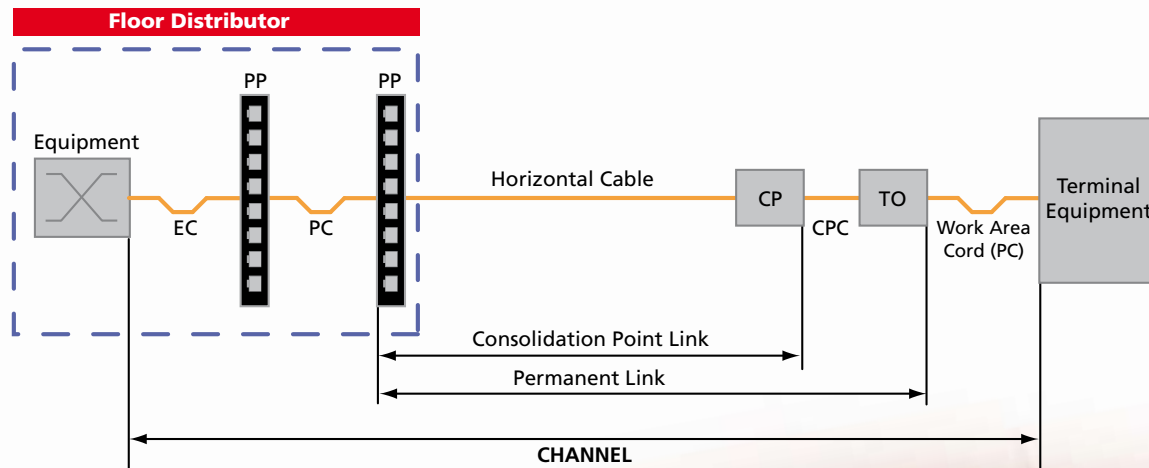 Floor Distributor
PP
PP
Equipment
EC
PC
Horizontal Cable
CP
CPC
TO
Work Area
Cord (PC)
Terminal
Equipment
Consolidation Point Link
Permanent Link
CHANNEL